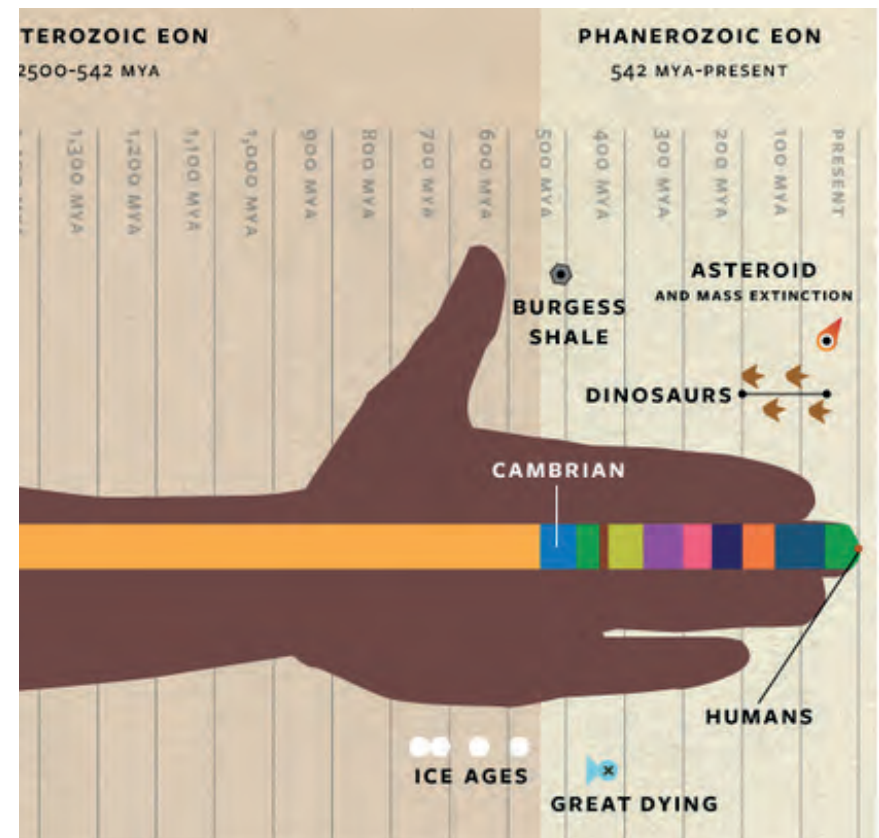 TEROZOIC EON
2500-542 MYA
PHANEROZOIC EON
542 MYA-PRESENT
1,300 MYA
1,200 MYA
1,100 MYA
1,000 MYA
900 MYA
800 MYA
700 MYA
600 MYA
500 MYA
400 MYA
300 MYA
200 MYA
100 MYA
PRESENT
BURGESS
SHALE
ASTEROID
AND MASS EXTINCTION
DINOSAURS
CAMBRIAN
HUMANS
ICE AGES
GREAT DYING